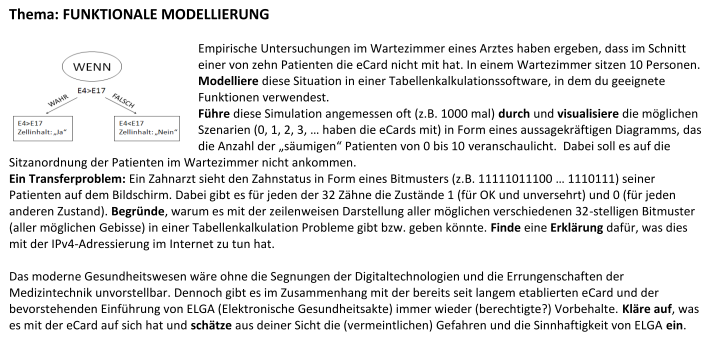 Thema: FUNKTIONALE MODELLIERUNG
WENN
E4>E17
WAHR
FALSCH
E4>E17
Zellinhalt: „Ja“
E4<E17
Zellinhalt: „Nein“
Empirische Untersuchungen im Wartezimmer eines Arztes haben ergeben, dass im Schnitt
einer von zehn Patienten die eCard nicht mit hat. In einem Wartezimmer sitzen 10 Personen.
Modelliere diese Situation in einer Tabellenkalkulationssoftware, in dem du geeignete
Funktionen verwendest.
Führe diese Simulation angemessen oft (z.B. 1000 mal) durch und visualisiere die möglichen
Szenarien (0, 1, 2, 3, … haben die eCards mit) in Form eines aussagekräftigen Diagramms, das
die Anzahl der „säumigen“ Patienten von 0 bis 10 veranschaulicht. Dabei soll es auf die
Sitzanordnung der Patienten im Wartezimmer nicht ankommen.
Ein Transferproblem: Ein Zahnarzt sieht den Zahnstatus in Form eines Bitmusters (z.B. 11111011100 … 1110111) seiner
Patienten auf dem Bildschirm. Dabei gibt es für jeden der 32 Zähne die Zustände 1 (für OK und unversehrt) und 0 (für jeden
anderen Zustand). Begründe, warum es mit der zeilenweisen Darstellung aller möglichen verschiedenen 32-stelligen Bitmuster
(aller möglichen Gebisse) in einer Tabellenkalkulation Probleme gibt bzw. geben könnte. Finde eine Erklärung dafür, was dies
mit der IPv4-Adressierung im Internet zu tun hat.
Das moderne Gesundheitswesen wäre ohne die Segnungen der Digitaltechnologien und die Errungenschaften der
Medizintechnik unvorstellbar. Dennoch gibt es im Zusammenhang mit der bereits seit langem etablierten eCard und der
bevorstehenden Einführung von ELGA (Elektronische Gesundheitsakte) immer wieder (berechtigte?) Vorbehalte. Kläre auf, was
es mit der eCard auf sich hat und schätze aus deiner Sicht die (vermeintlichen) Gefahren und die Sinnhaftigkeit von ELGA ein.